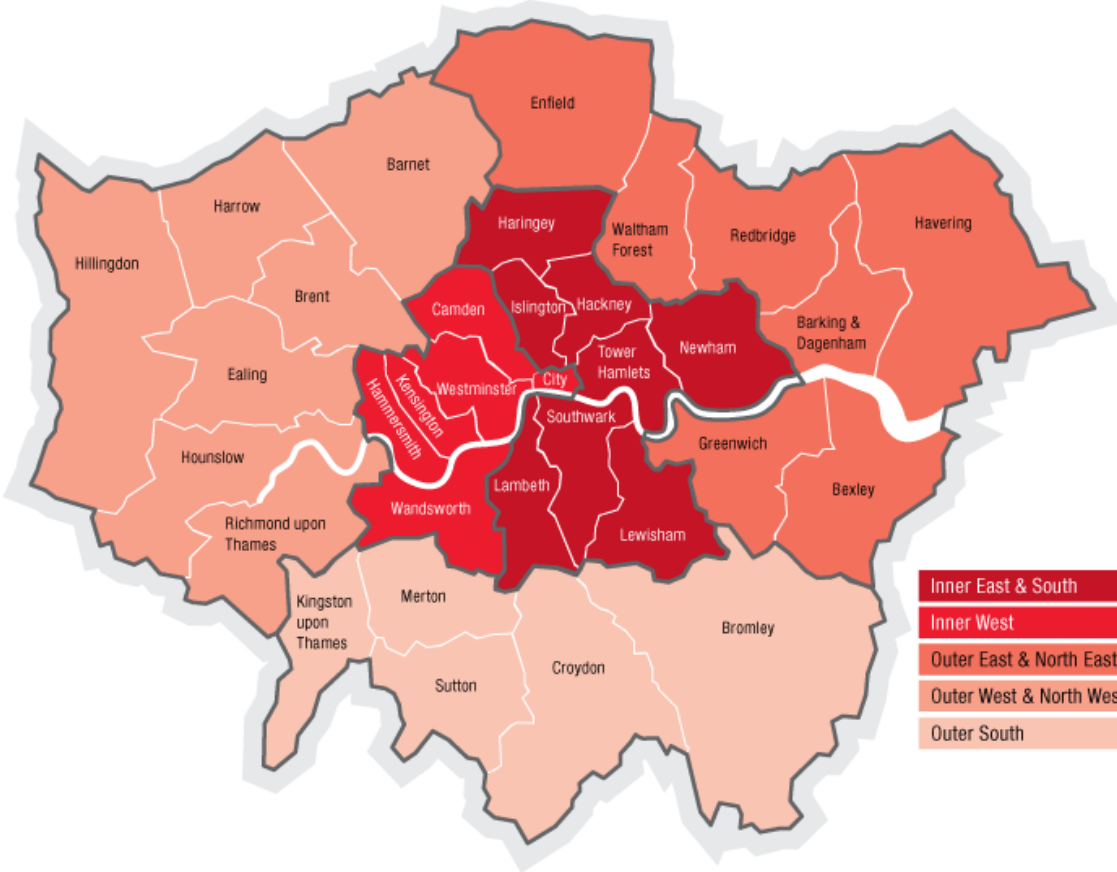 Enfield
Barnet
Harrow
Haringey
Waltham
Forest
Redbridge
Havering
Hillingdon
Brent
Camden
Islington
Hackney
Newham
Barking &
Dagenham
Tower
Hamlets
Ealing
Hammersmith
Kensington
Westminster
City
Southwark
Greenwich
Hounslow
Lambeth
Bexley
Wandsworth
Richmond upon
Thames
Lewisham
Kingston
upon
Thames
Merton
Bromley
Croydon
Sutton
Inner East & South
Inner West
Outer East & North East
Outer West & North Wes
Outer South